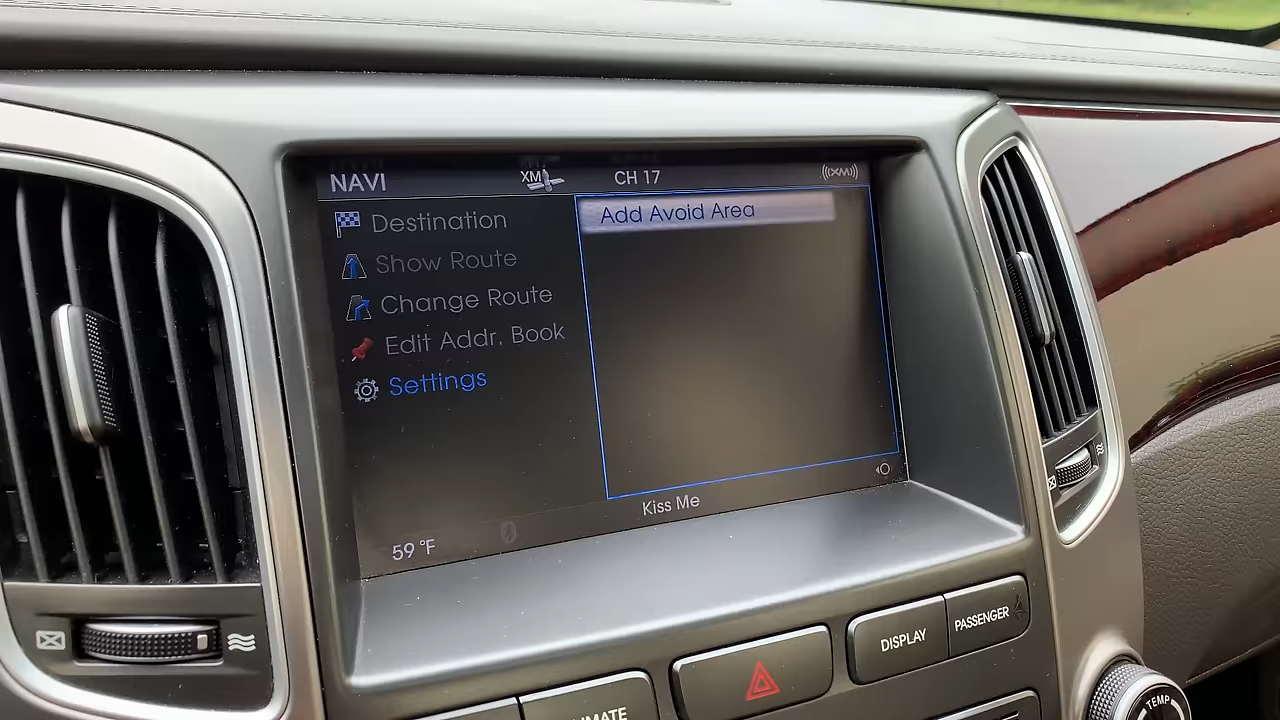 NAVI
XM
CH 17
((XM))
Destination
Add Avoid Area
Show Route
Change Route
Edit Addr. Book
Settings
Kiss Me
59 °F
DISPLAY
PASSENGER
TEMP